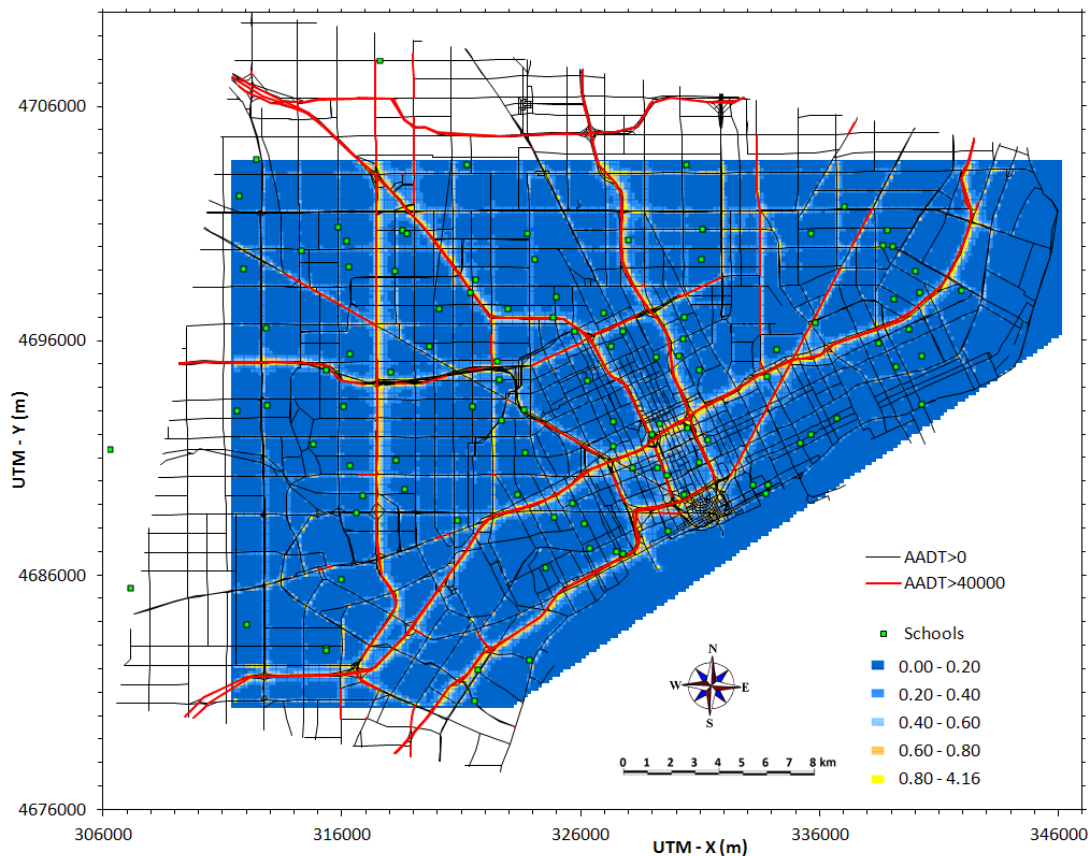 4706000
4696000
4686000
4676000
UTM - Y (m)
AADT>0
AADT>40000
Schools
0.00 - 0.20
0.20 - 0.40
0.40 - 0.60
0.60 - 0.80
0.80 - 4.16
N
W
E
S
0 1 2 3 4 5 6 7 8 km
306000 316000 326000 336000 346000
UTM - X (m)